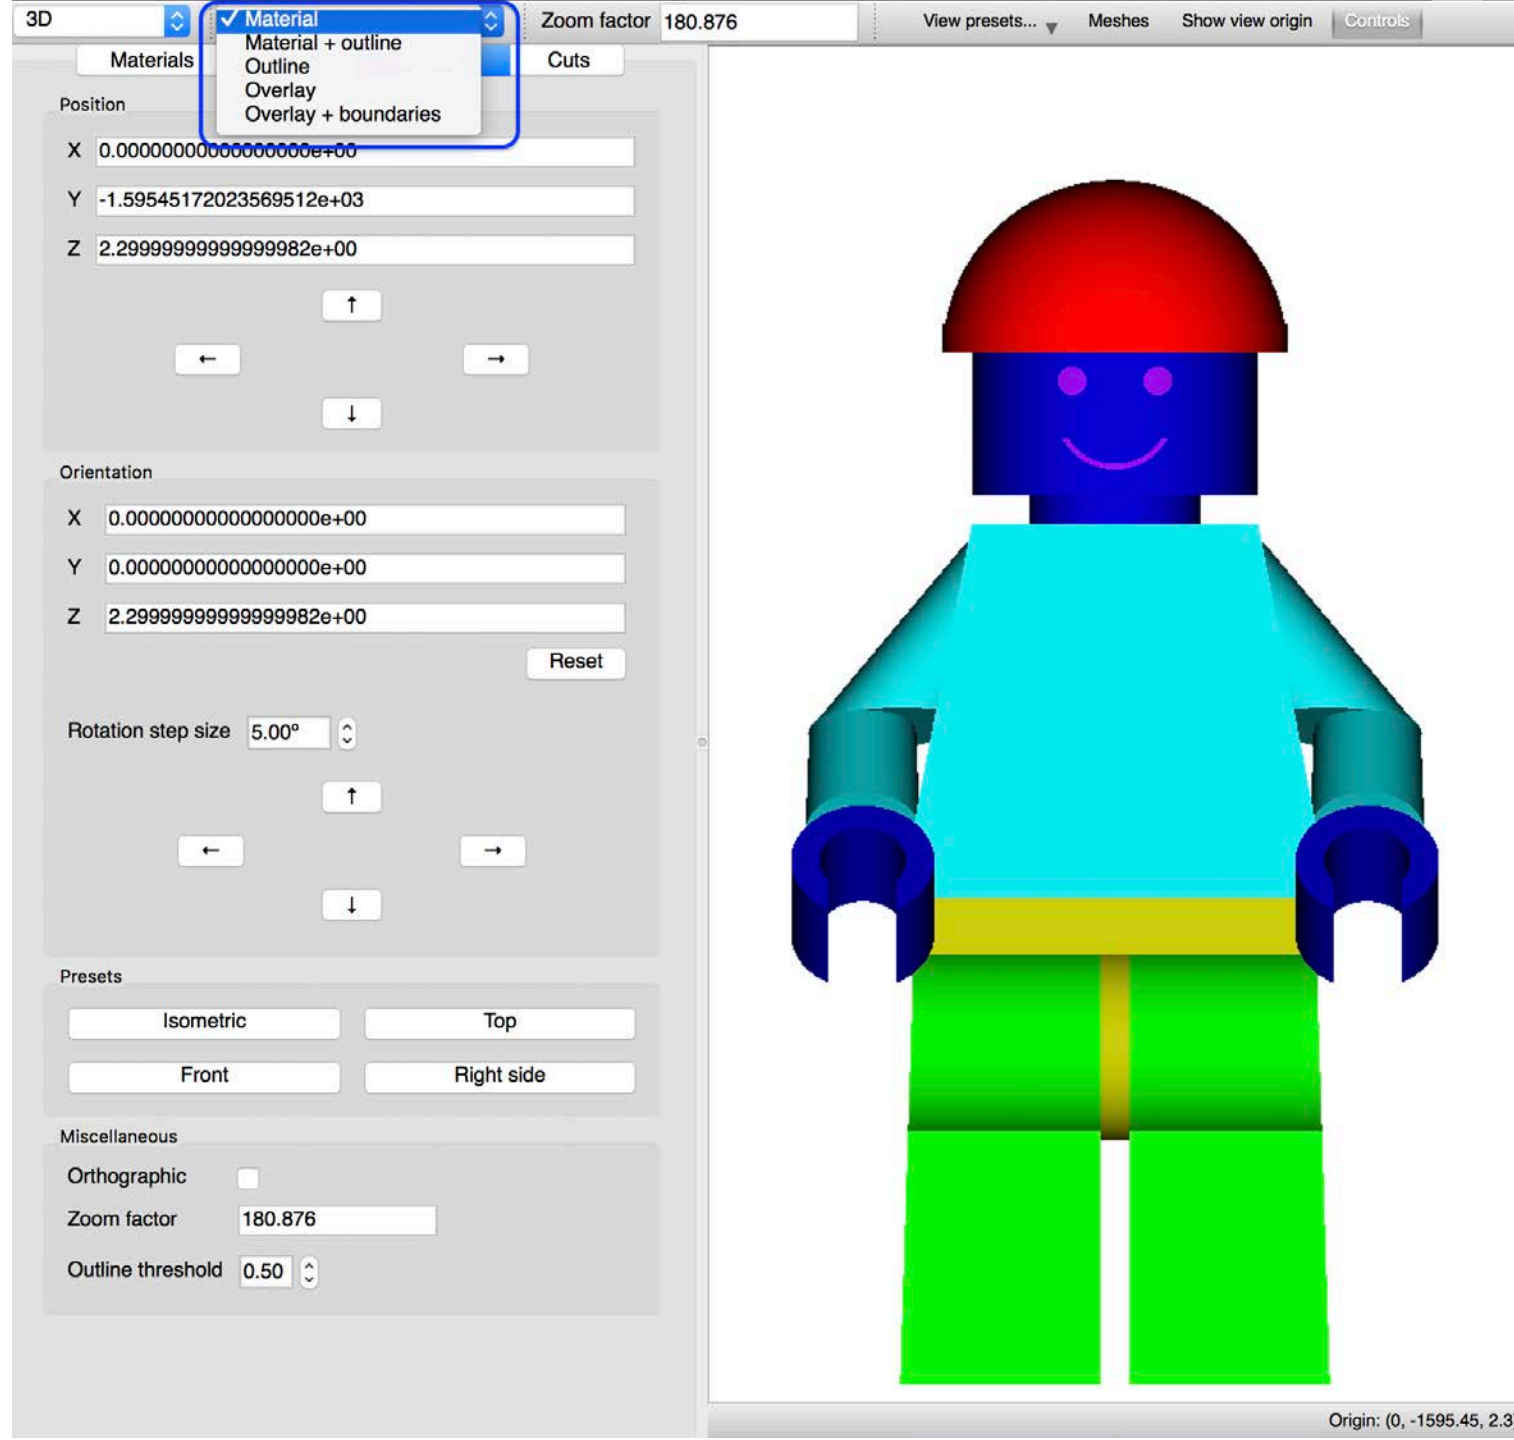 3D ✓ Material Zoom factor 180.876 View presets... Meshes Show view origin Controls
Material + outline
Outline
Overlay
Overlay + boundaries
Materials Cuts
Position
X 0.00000000000000000e+00
Y -1.59545172023569512e+03
Z 2.29999999999999982e+00
↑
← →
↓
Orientation
X 0.00000000000000000e+00
Y 0.00000000000000000e+00
Z 2.29999999999999982e+00
Reset
Rotation step size 5.00º
↑
← →
↓
Presets
Isometric Top
Front Right side
Miscellaneous
Orthographic
Zoom factor 180.876
Outline threshold 0.50
Origin: (0, -1595.45, 2.3)